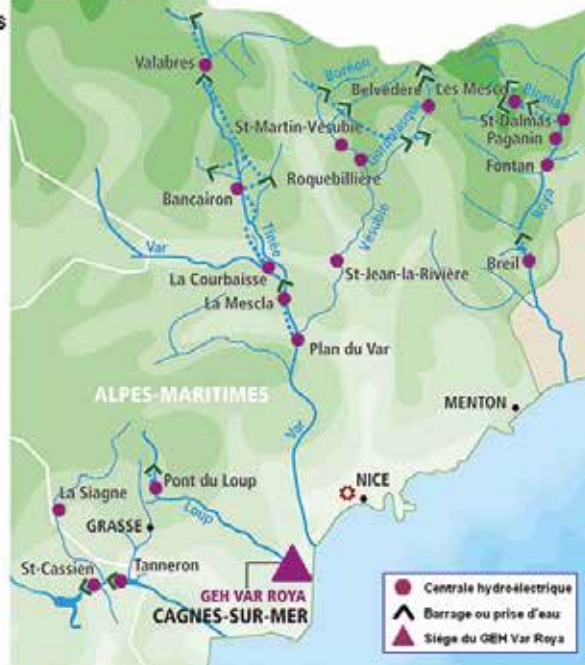 s
Valabres
Boréon
Belvédère
Les Mesce
St-Martin-Vésubie
St-Dalmas
Paganin
Roquebillière
Fontan
Bancairon
Roya
Tinée
Vésubie
Var
La Courbaisse
St-Jean-la-Rivière
Breil
La Mescla
Plan du Var
ALPES-MARITIMES
MENTON
Var
Pont du Loup
NICE
La Siagne
Loup
GRASSE
St-Cassien
Tanneron
GEH VAR ROYA
CAGNES-SUR-MER
Centrale hydroélectrique
Barrage ou prise d'eau
Siège du GEH Var Roya